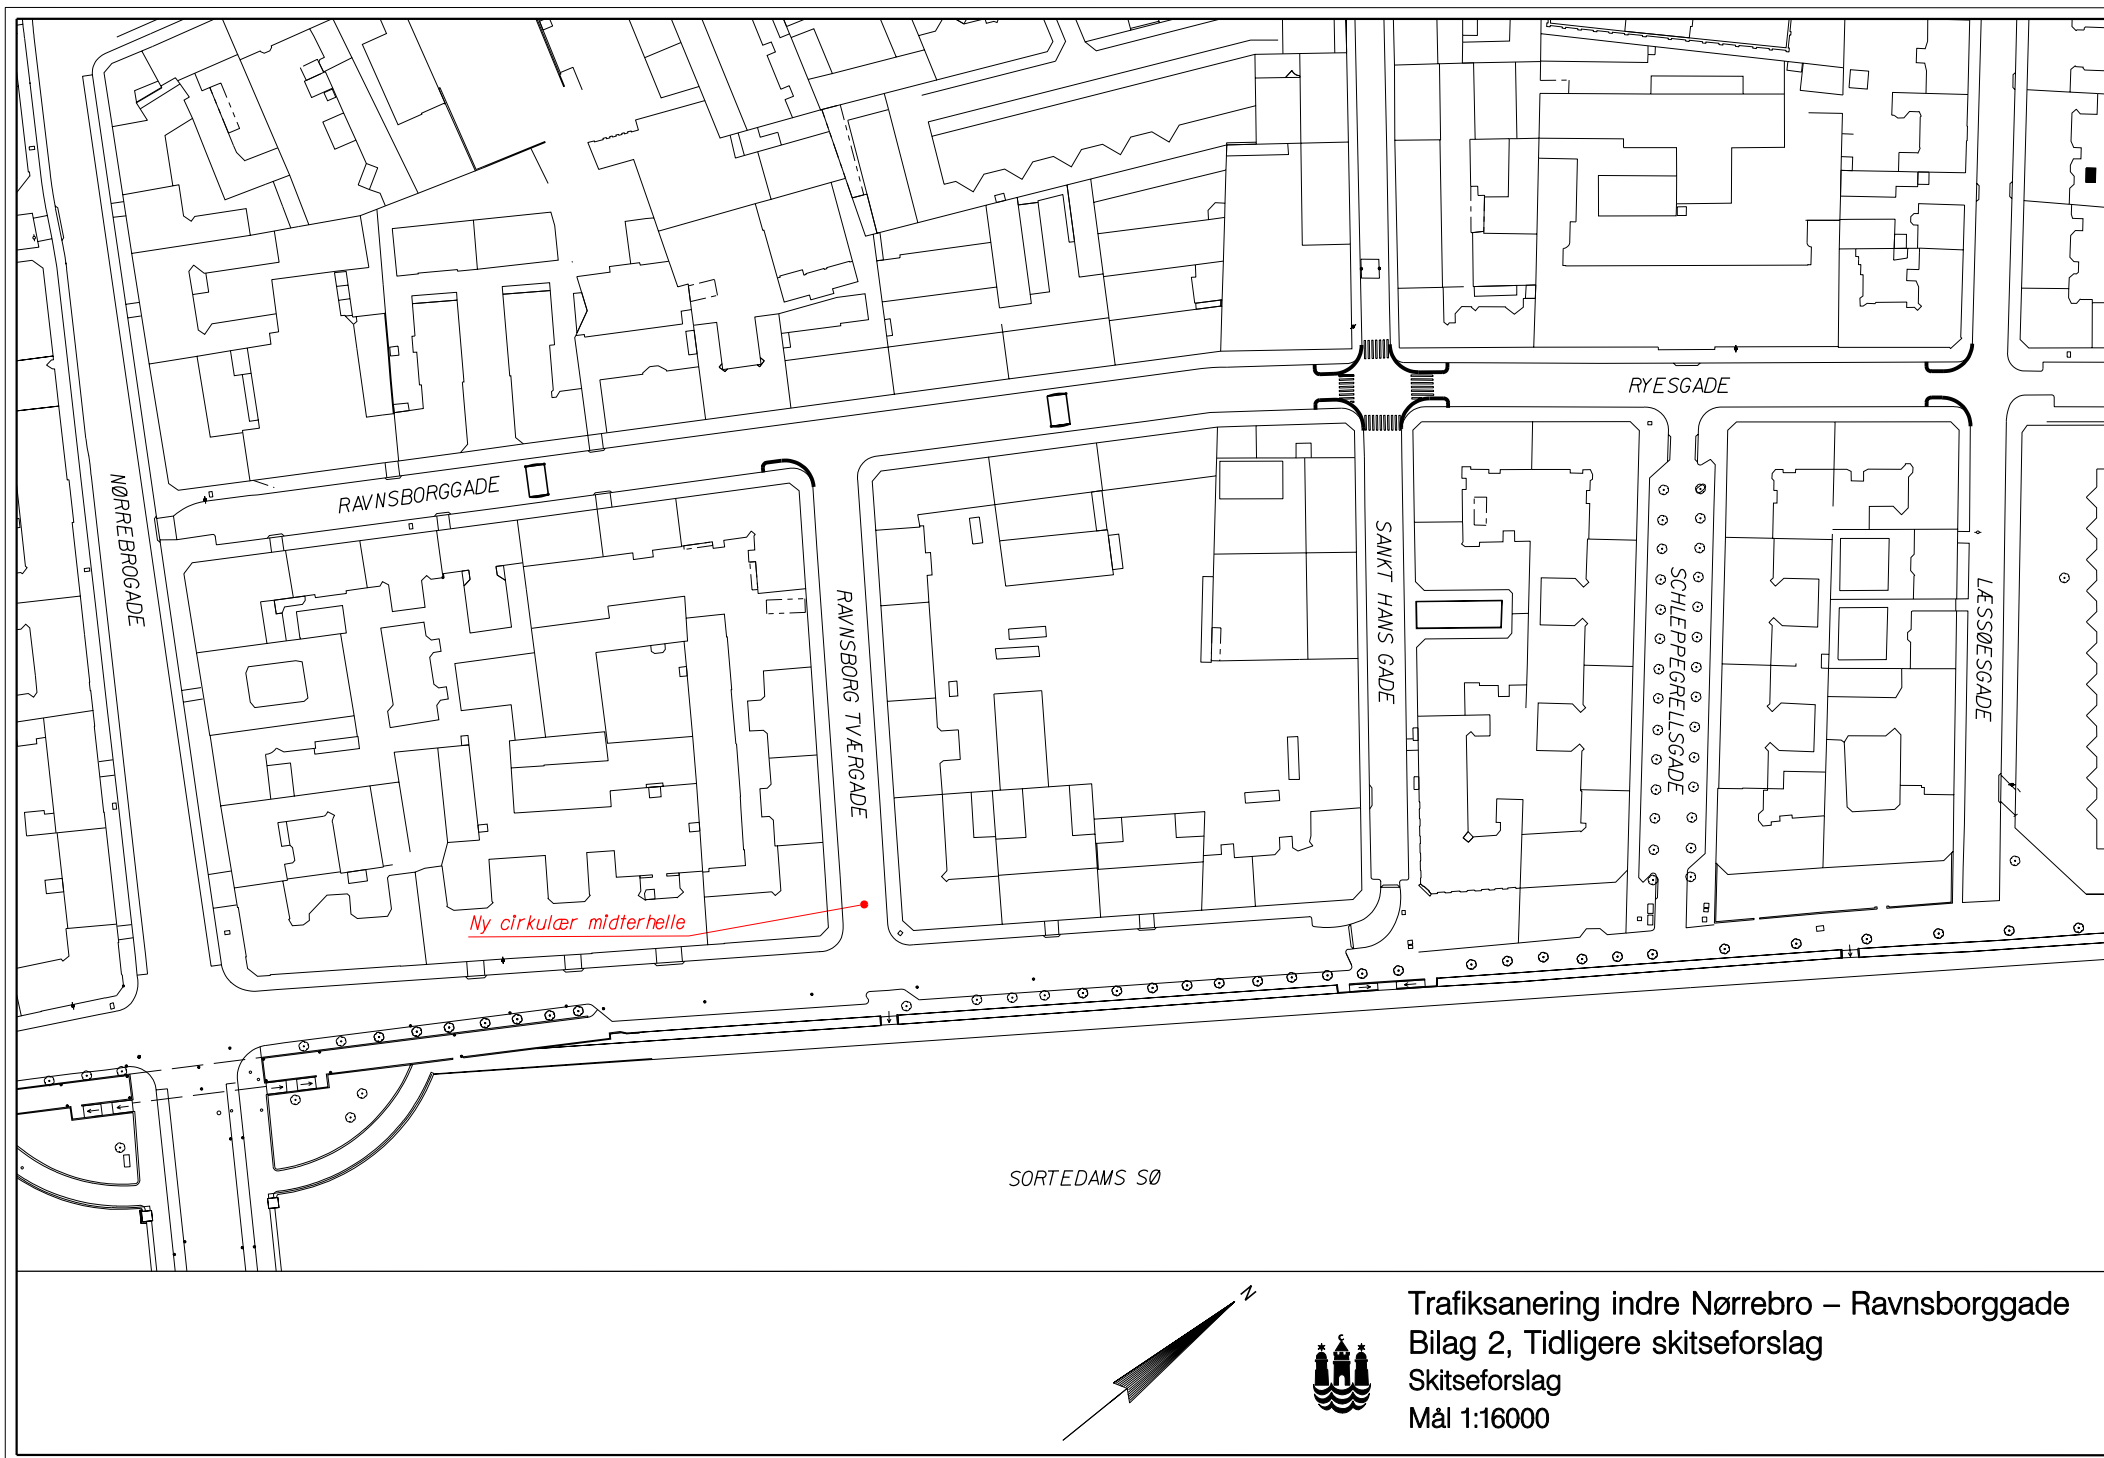 RYESGADE
RAVNSBORGGADE
NØRREBROGADE
SANKT HANS GADE
SCHLEPPEGRELLSGADE
LÆSSØESGADE
RAVNSBORG TVÆRGADE
Ny cirkulær midterhelle
SORTEDAMS SØ
N
Trafiksanering indre Nørrebro – Ravnsborggade
Bilag 2, Tidligere skitseforslag
Skitseforslag
Mål 1:16000